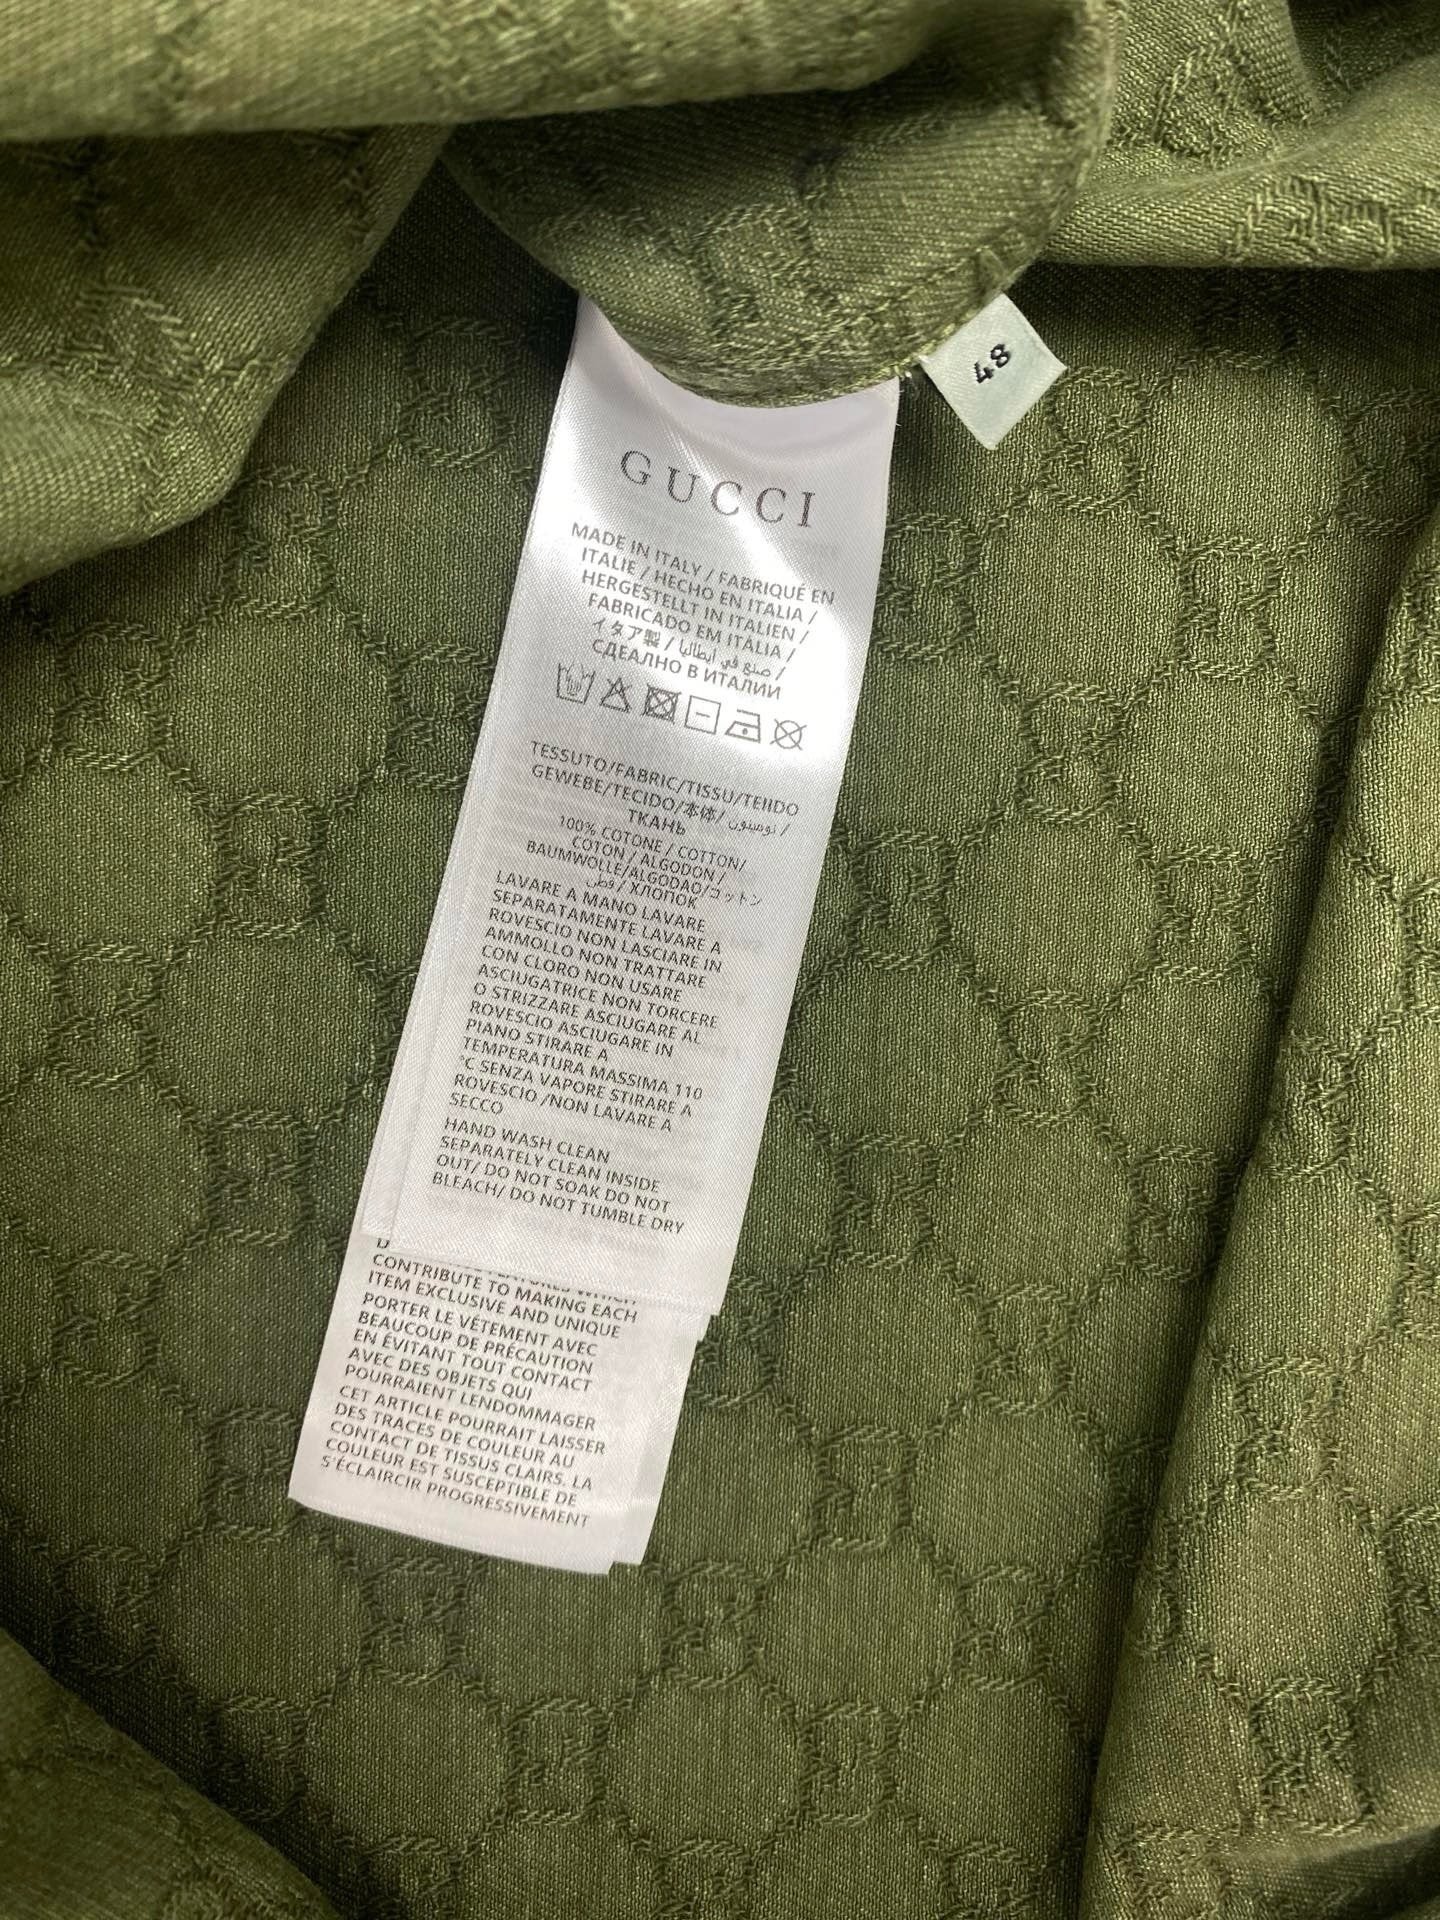 48
GUCCI
MADE IN ITALY / FABRIQUÉ EN
ITALIE / HECHO EN ITALIA /
HERGESTELLT IN ITALIEN /
FABRICADO EM ITALIA /
イタア製 / صنع في إيطاليا /
СДЕАЛНО В ИТАЛИИ
TESSUTO/FABRIC/TISSU/TEIIDO
GEWEBE/TECIDO/本体/ /
ТКАНЬ
100% COTONE / COTTON/
COTON / ALGODON /
BAUMWOLLE/ALGODAO/コットン
قطن / ХЛОПОК
LAVARE A MANO LAVARE
SEPARATAMENTE LAVARE A
ROVESCIO NON LASCIARE IN
AMMOLLO NON TRATTARE
CON CLORO NON USARE
ASCIUGATRICE NON TORCERE
O STRIZZARE ASCIUGARE AL
ROVESCIO ASCIUGARE IN
PIANO STIRARE A
TEMPERATURA MASSIMA 110
°C SENZA VAPORE STIRARE A
ROVESCIO /NON LAVARE A
SECCO
HAND WASH CLEAN
SEPARATELY CLEAN INSIDE
OUT/ DO NOT SOAK DO NOT
BLEACH/ DO NOT TUMBLE DRY
CONTRIBUTE TO MAKING EACH
ITEM EXCLUSIVE AND UNIQUE
PORTER LE VÉTEMENT AVEC
BEAUCOUP DE PRÉCAUTION
EN ÉVITANT TOUT CONTACT
AVEC DES OBJETS QUI
POURRAIENT LENDOMMAGER
CET ARTICLE POURRAIT LAISSER
DES TRACES DE COULEUR AU
CONTACT DE TISSUS CLAIRS. LA
COULEUR EST SUSCEPTIBLE DE
S'ÉCLAIRCIR PROGRESSIVEMENT